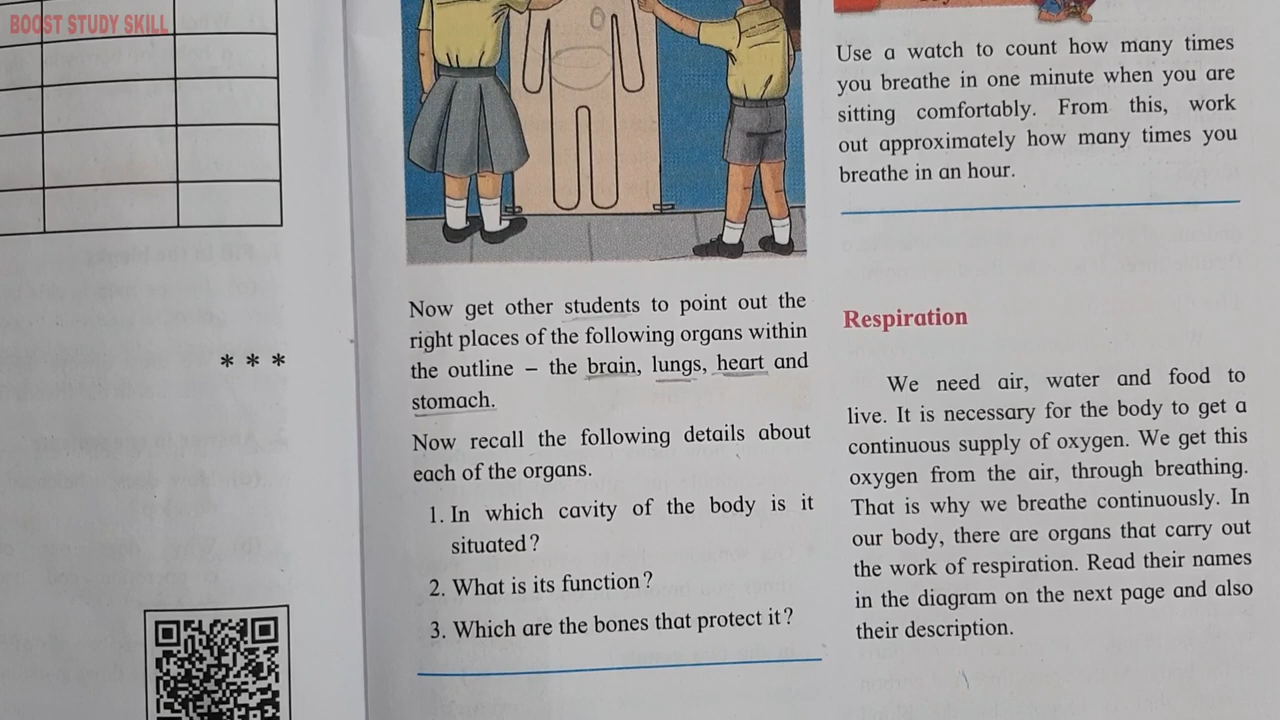 BOOST STUDY SKILL
* * *
Now get other students to point out the
right places of the following organs within
the outline – the brain, lungs, heart and
stomach.
Now recall the following details about
each of the organs.
1. In which cavity of the body is it
situated?
2. What is its function?
3. Which are the bones that protect it?
Use a watch to count how many times
you breathe in one minute when you are
sitting comfortably. From this, work
out approximately how many times you
breathe in an hour.
Respiration
We need air, water and food to
live. It is necessary for the body to get a
continuous supply of oxygen. We get this
oxygen from the air, through breathing.
That is why we breathe continuously. In
our body, there are organs that carry out
the work of respiration. Read their names
in the diagram on the next page and also
their description.